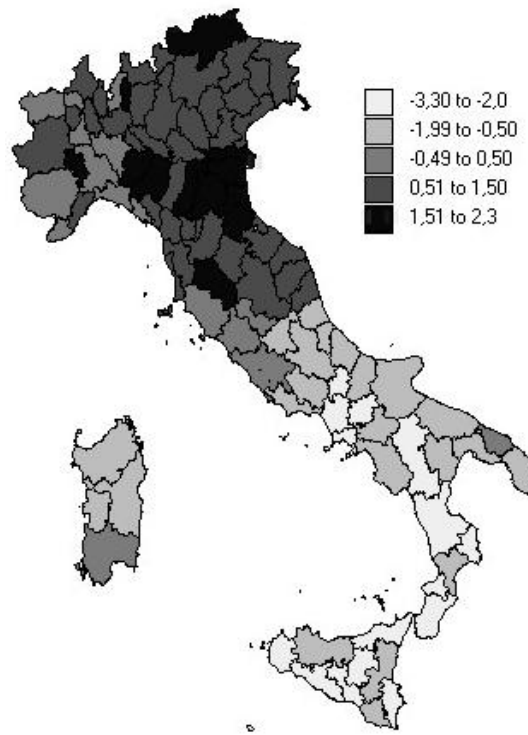 -3,30 to -2,0
-1,99 to -0,50
-0,49 to 0,50
0,51 to 1,50
1,51 to 2,3